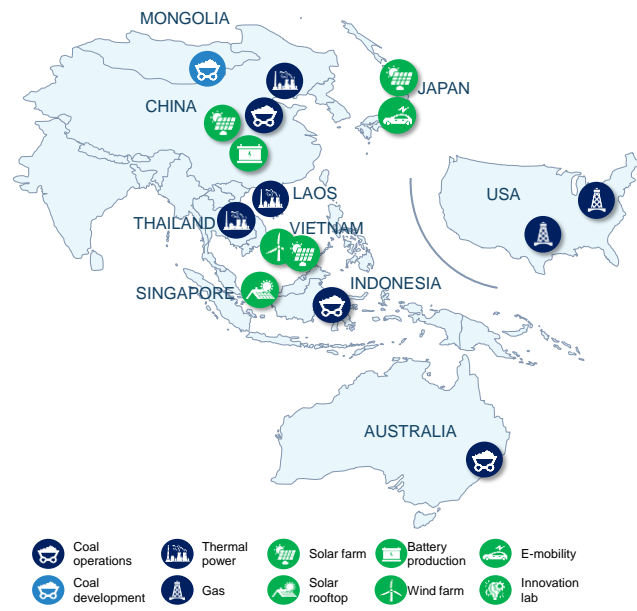 MONGOLIA
JAPAN
CHINA
LAOS
USA
THAILAND
VIETNAM
SINGAPORE
INDONESIA
AUSTRALIA
Coal
operations
Thermal
power
Solar farm
Battery
production
E-mobility
Coal
development
Gas
Solar
rooftop
Wind farm
Innovation
lab